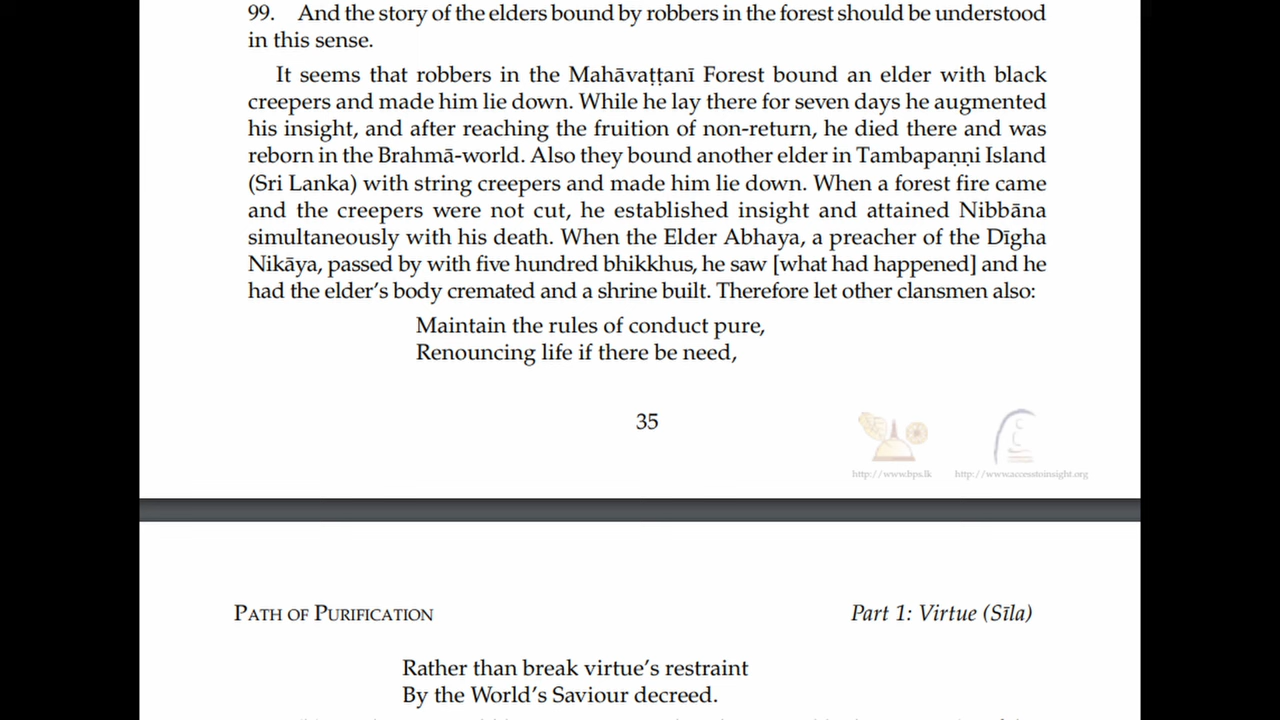 99. And the story of the elders bound by robbers in the forest should be understood
in this sense.
It seems that robbers in the Mahāvaṭṭanī Forest bound an elder with black
creepers and made him lie down. While he lay there for seven days he augmented
his insight, and after reaching the fruition of non-return, he died there and was
reborn in the Brahmā-world. Also they bound another elder in Tambapaṇṇi Island
(Sri Lanka) with string creepers and made him lie down. When a forest fire came
and the creepers were not cut, he established insight and attained Nibbāna
simultaneously with his death. When the Elder Abhaya, a preacher of the Dīgha
Nikāya, passed by with five hundred bhikkhus, he saw [what had happened] and he
had the elder’s body cremated and a shrine built. Therefore let other clansmen also:
Maintain the rules of conduct pure,
Renouncing life if there be need,
35
http://www.bps.lk http://www.accesstoinsight.org
PATH OF PURIFICATION Part 1: Virtue (Sīla)
Rather than break virtue’s restraint
By the World’s Saviour decreed.